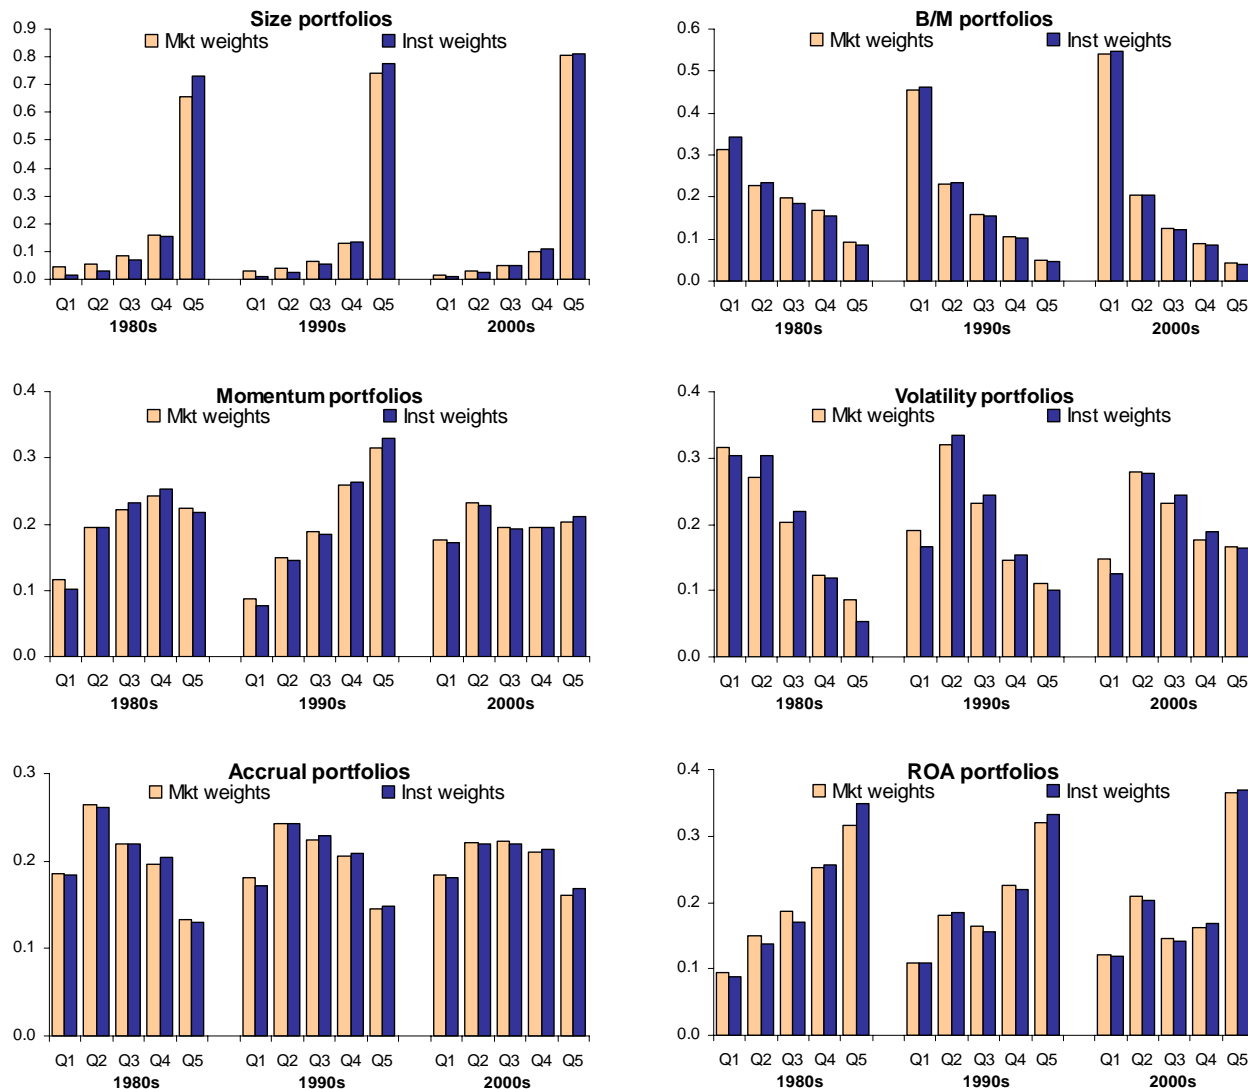 Size portfolios
Mkt weights Inst weights
0.9
0.8
0.7
0.6
0.5
0.4
0.3
0.2
0.1
0.0
Q1 Q2 Q3 Q4 Q5 Q1 Q2 Q3 Q4 Q5 Q1 Q2 Q3 Q4 Q5
1980s 1990s 2000s
B/M portfolios
Mkt weights Inst weights
0.6
0.5
0.4
0.3
0.2
0.1
0.0
Q1 Q2 Q3 Q4 Q5 Q1 Q2 Q3 Q4 Q5 Q1 Q2 Q3 Q4 Q5
1980s 1990s 2000s
Momentum portfolios
Mkt weights Inst weights
0.4
0.3
0.2
0.1
0.0
Q1 Q2 Q3 Q4 Q5 Q1 Q2 Q3 Q4 Q5 Q1 Q2 Q3 Q4 Q5
1980s 1990s 2000s
Volatility portfolios
Mkt weights Inst weights
0.4
0.3
0.2
0.1
0.0
Q1 Q2 Q3 Q4 Q5 Q1 Q2 Q3 Q4 Q5 Q1 Q2 Q3 Q4 Q5
1980s 1990s 2000s
Accrual portfolios
Mkt weights Inst weights
0.3
0.2
0.1
0.0
Q1 Q2 Q3 Q4 Q5 Q1 Q2 Q3 Q4 Q5 Q1 Q2 Q3 Q4 Q5
1980s 1990s 2000s
ROA portfolios
Mkt weights Inst weights
0.4
0.3
0.2
0.1
0.0
Q1 Q2 Q3 Q4 Q5 Q1 Q2 Q3 Q4 Q5 Q1 Q2 Q3 Q4 Q5
1980s 1990s 2000s